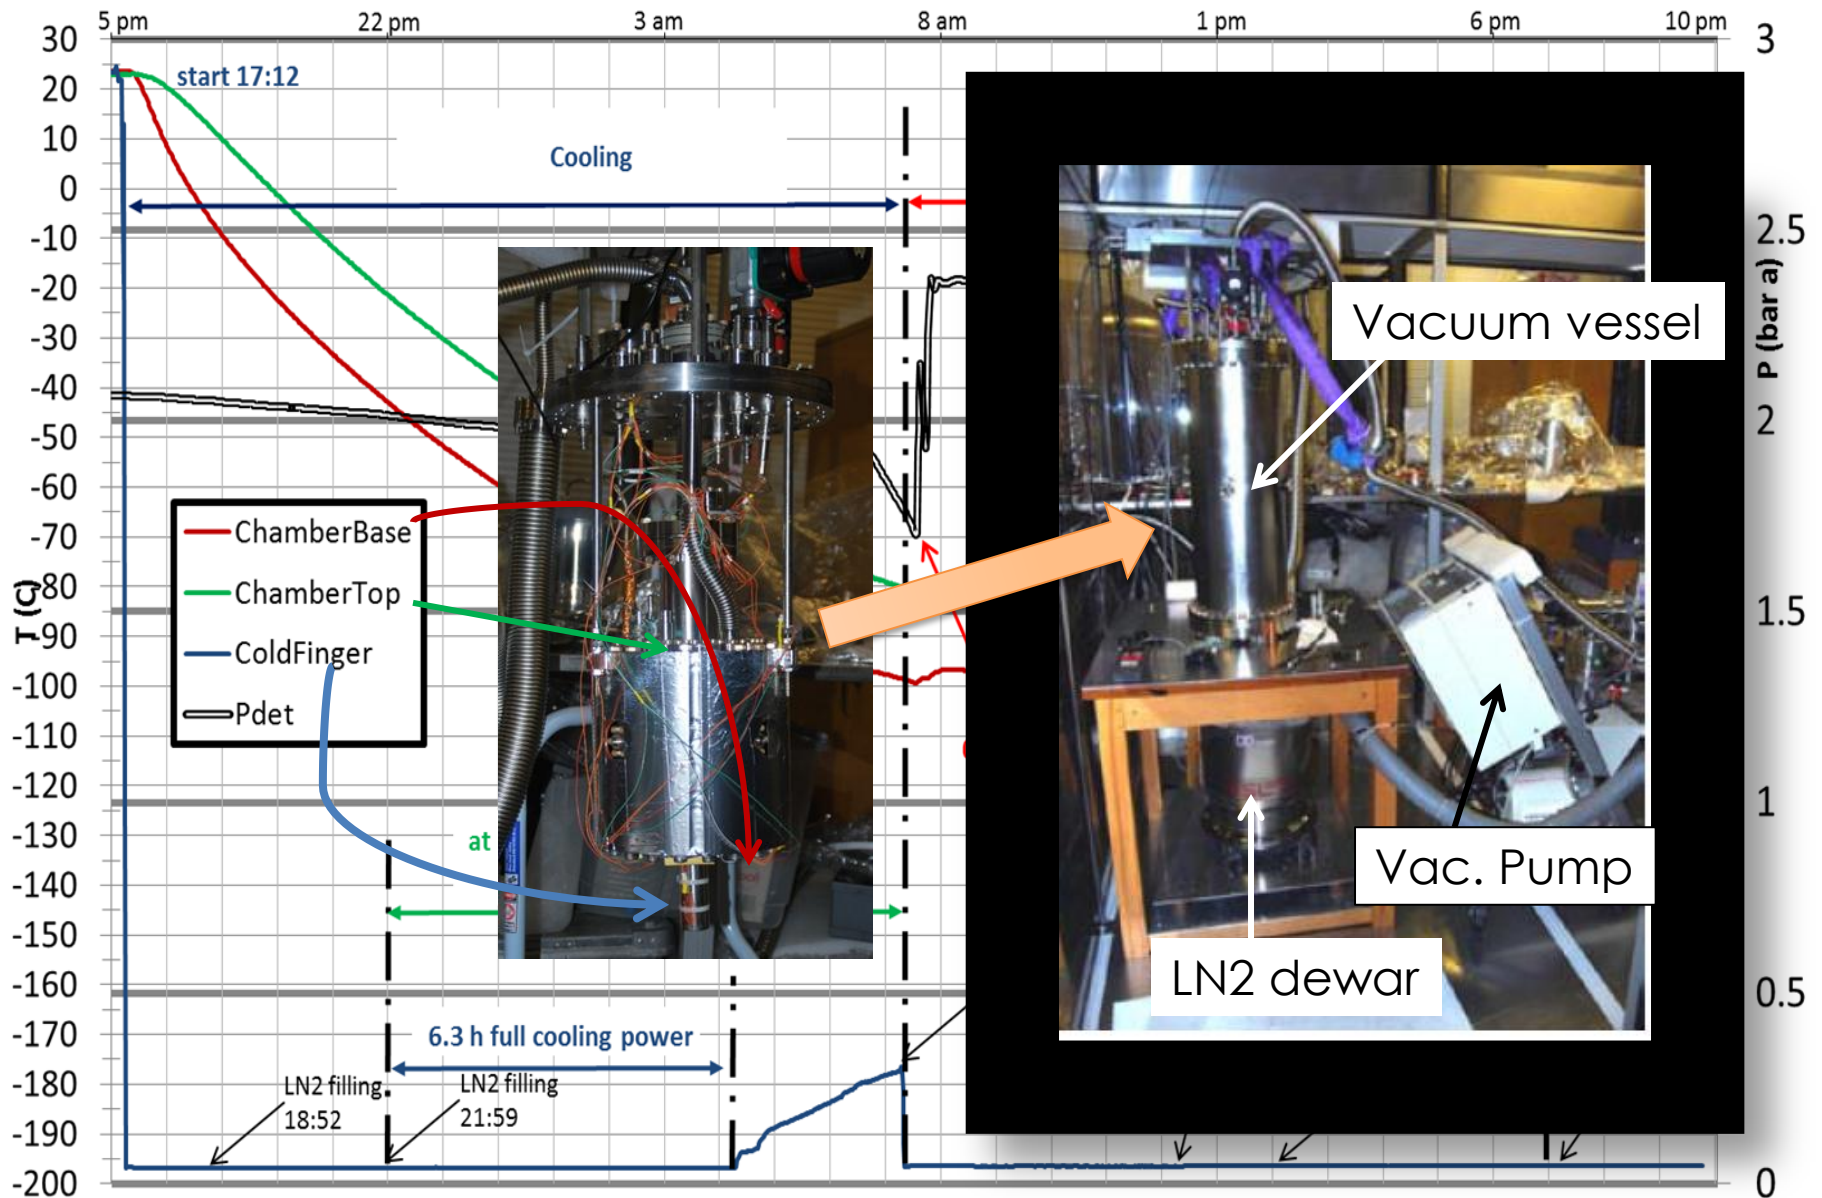 5 pm 22 pm 3 am 8 am 1 pm 6 pm 10 pm
30
20
10
0
-10
-20
-30
-40
-50
-60
-70
-80
-90
-100
-110
-120
-130
-140
-150
-160
-170
-180
-190
-200
T (C)
start 17:12
Cooling
ChamberBase
ChamberTop
ColdFinger
Pdet
at
6.3 h full cooling power
LN2 filling
18:52
LN2 filling
21:59
Vacuum vessel
Vac. Pump
LN2 dewar
3
2.5
2
1.5
1
0.5
0
P (bar a)